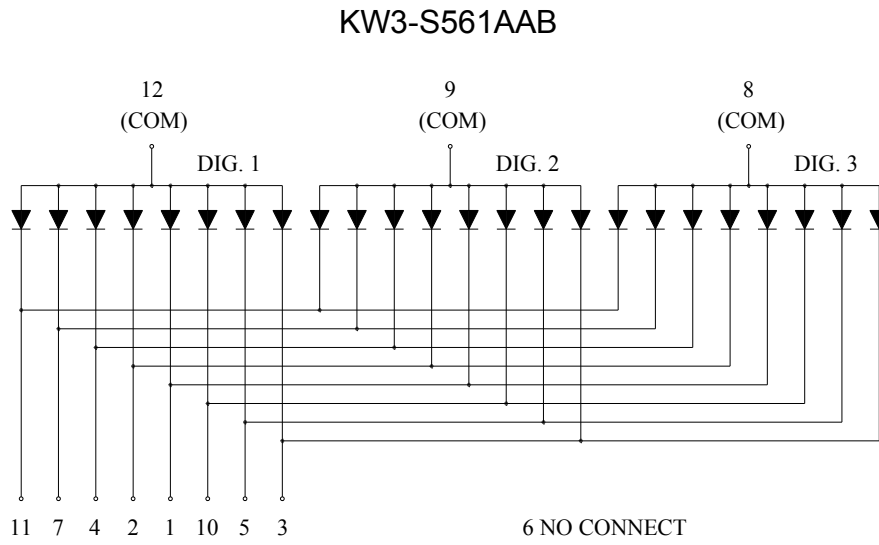 KW3-S561AAB
12 9 8
(COM) (COM) (COM)
DIG. 1 DIG. 2 DIG. 3
11 7 4 2 1 10 5 3 6 NO CONNECT